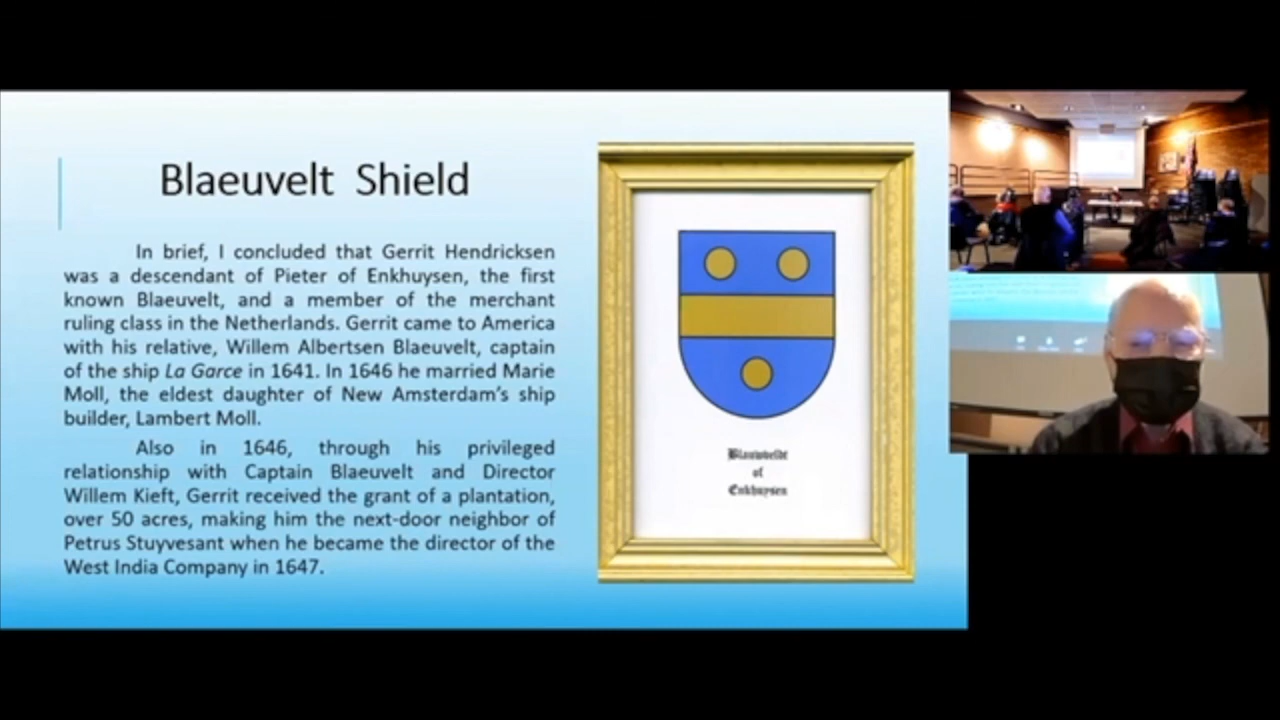 Blaeuvelt Shield
In brief, I concluded that Gerrit Hendricksen
was a descendant of Pieter of Enkhuysen, the first
known Blaeuvelt, and a member of the merchant
ruling class in the Netherlands. Gerrit came to America
with his relative, Willem Albertsen Blaeuvelt, captain
of the ship La Garce in 1641. In 1646 he married Marie
Moll, the eldest daughter of New Amsterdam's ship
builder, Lambert Moll.
Also in 1646, through his privileged
relationship with Captain Blaeuvelt and Director
Willem Kieft, Gerrit received the grant of a plantation,
over 50 acres, making him the next-door neighbor of
Petrus Stuyvesant when he became the director of the
West India Company in 1647.
of
Enkhuysen